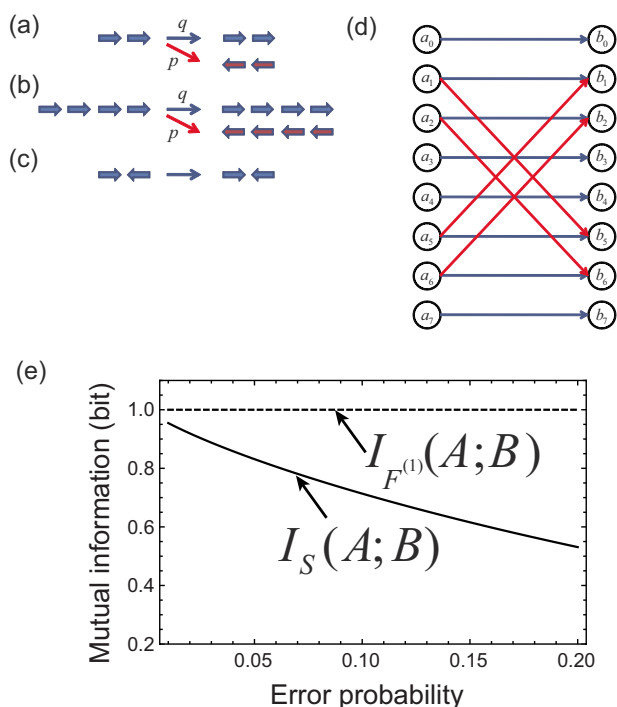 (a)
q
p
(b)
q
p
(c)
(d)
a₀ b₀
a₁ b₁
a₂ b₂
a₃ b₃
a₄ b₄
a₅ b₅
a₆ b₆
a₇ b₇
(e)
Mutual information (bit)
1.0
0.8
0.6
0.4
0.2
I_{F^{(1)}}(A;B)
I_S(A;B)
0.05 0.10 0.15 0.20
Error probability